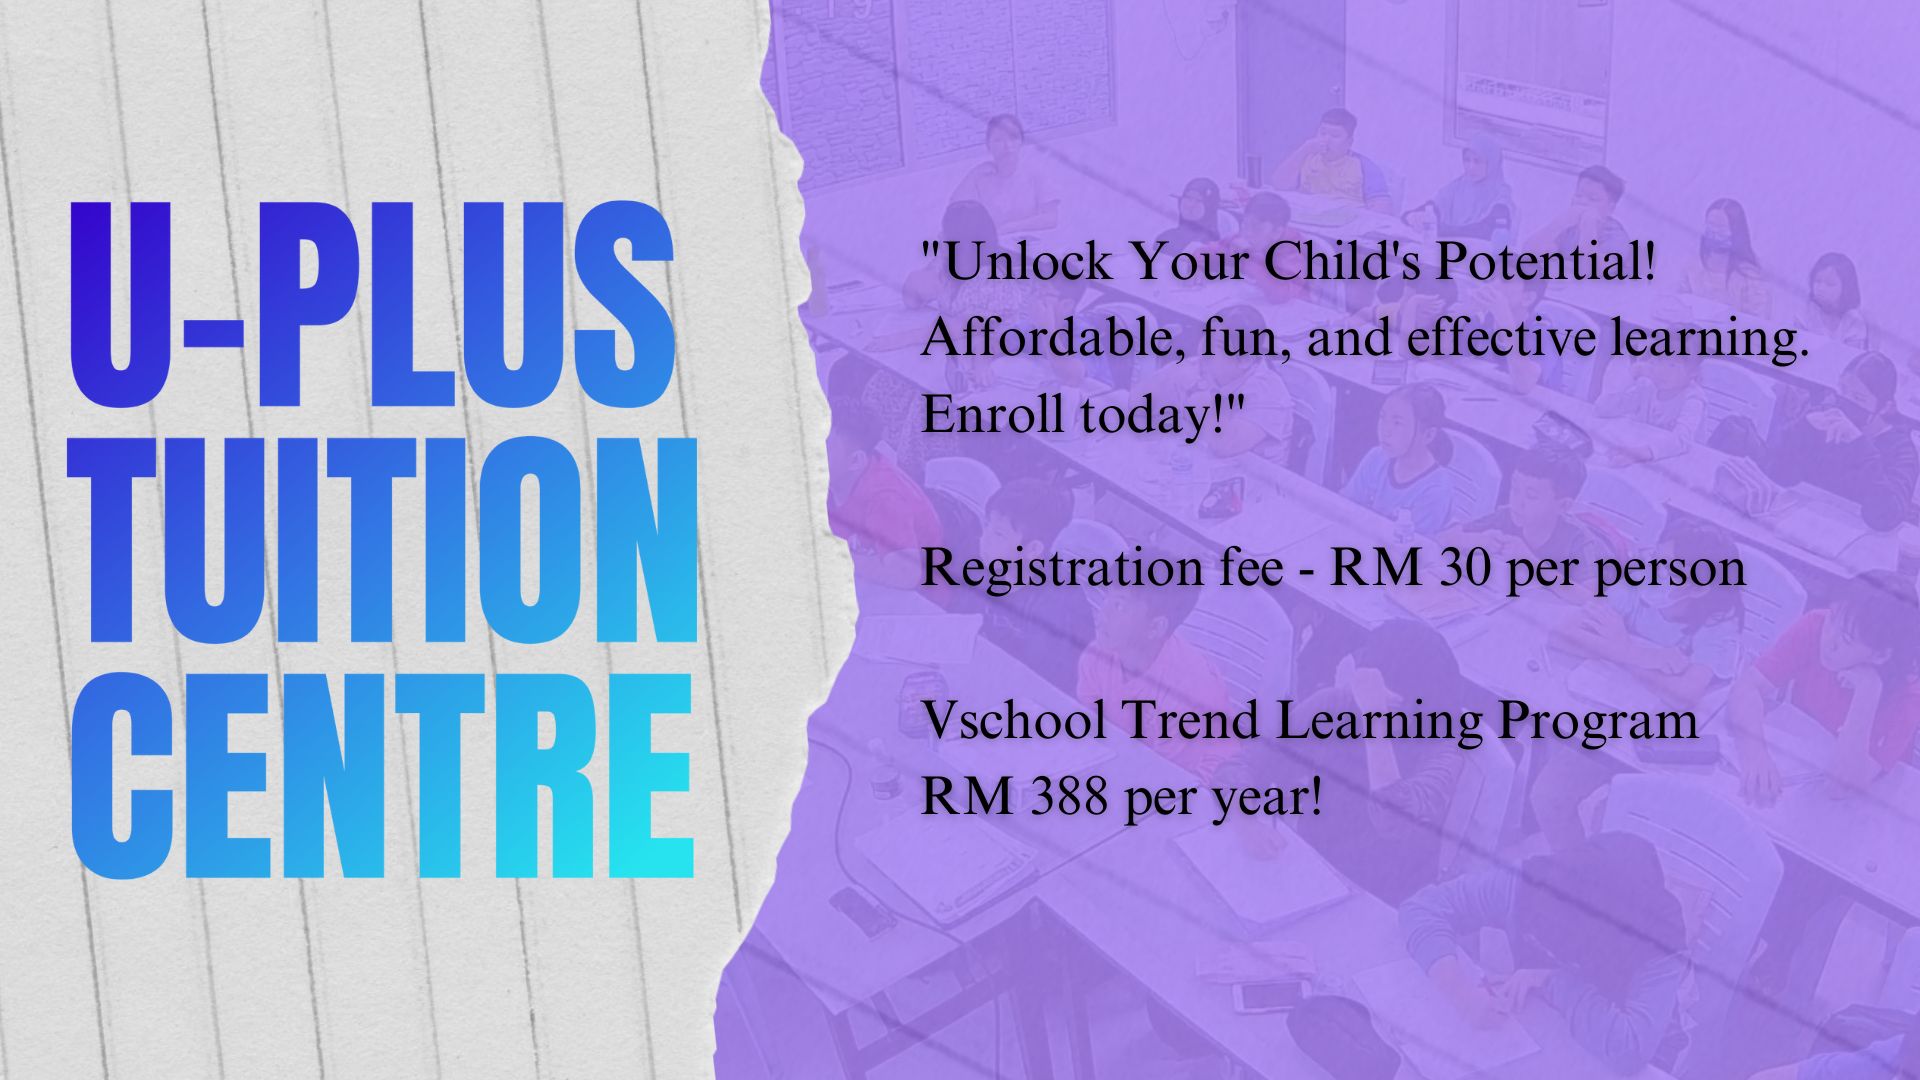 U-PLUS
TUITION
CENTRE
"Unlock Your Child's Potential!
Affordable, fun, and effective learning.
Enroll today!"
Registration fee - RM 30 per person
Vschool Trend Learning Program
RM 388 per year!